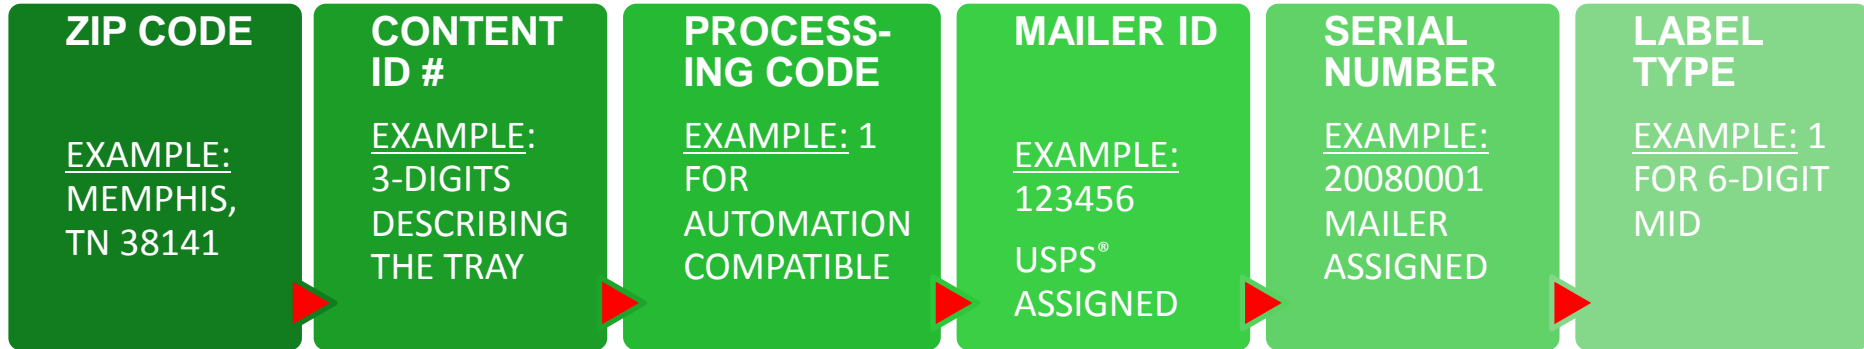 ZIP CODE
EXAMPLE:
MEMPHIS,
TN 38141
CONTENT
ID #
EXAMPLE:
3-DIGITS
DESCRIBING
THE TRAY
PROCESS-
ING CODE
EXAMPLE: 1
FOR
AUTOMATION
COMPATIBLE
MAILER ID
EXAMPLE:
123456
USPS®
ASSIGNED
SERIAL
NUMBER
EXAMPLE:
20080001
MAILER
ASSIGNED
LABEL
TYPE
EXAMPLE: 1
FOR 6-DIGIT
MID